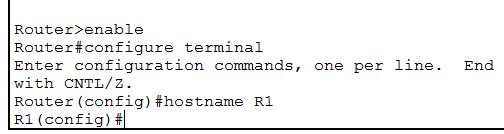 Router>enable
Router#configure terminal
Enter configuration commands, one per line.  End
with CNTL/Z.
Router(config)#hostname R1
R1(config)#